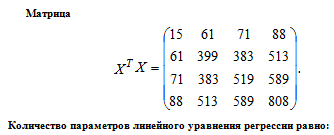 Матрица
X^T X = (15 61 71 88
61 399 383 513
71 383 519 589
88 513 589 808).
Количество параметров линейного уравнения регрессии равно: